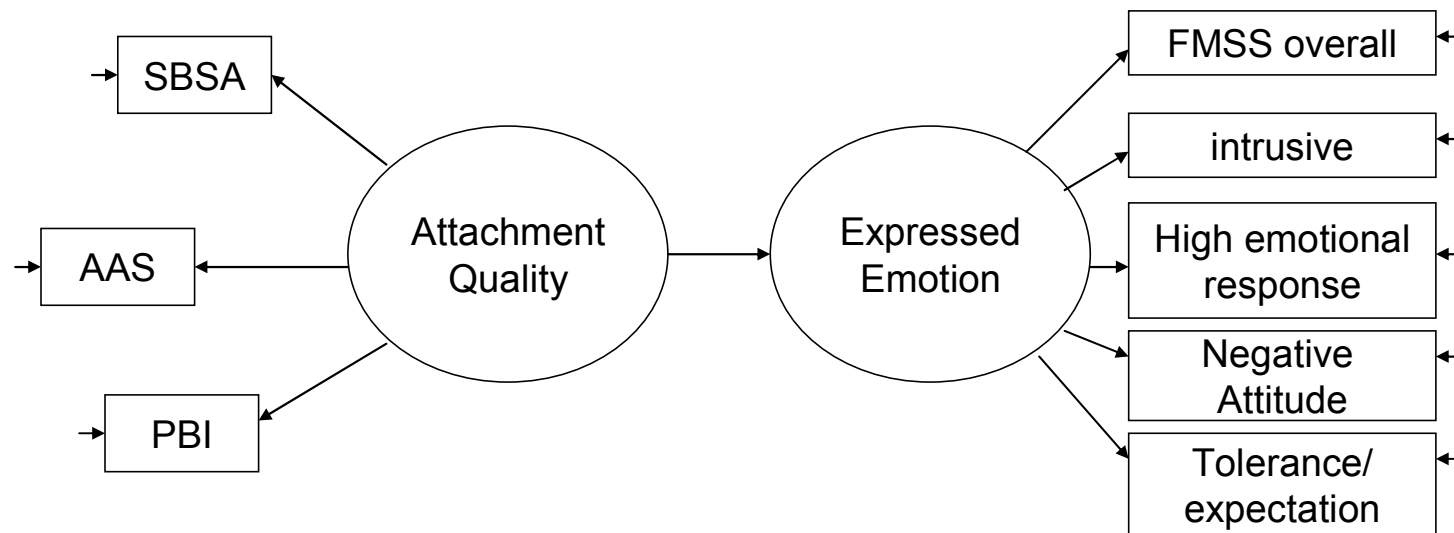 SBSA
AAS
PBI
Attachment
Quality
Expressed
Emotion
FMSS overall
intrusive
High emotional
response
Negative
Attitude
Tolerance/
expectation